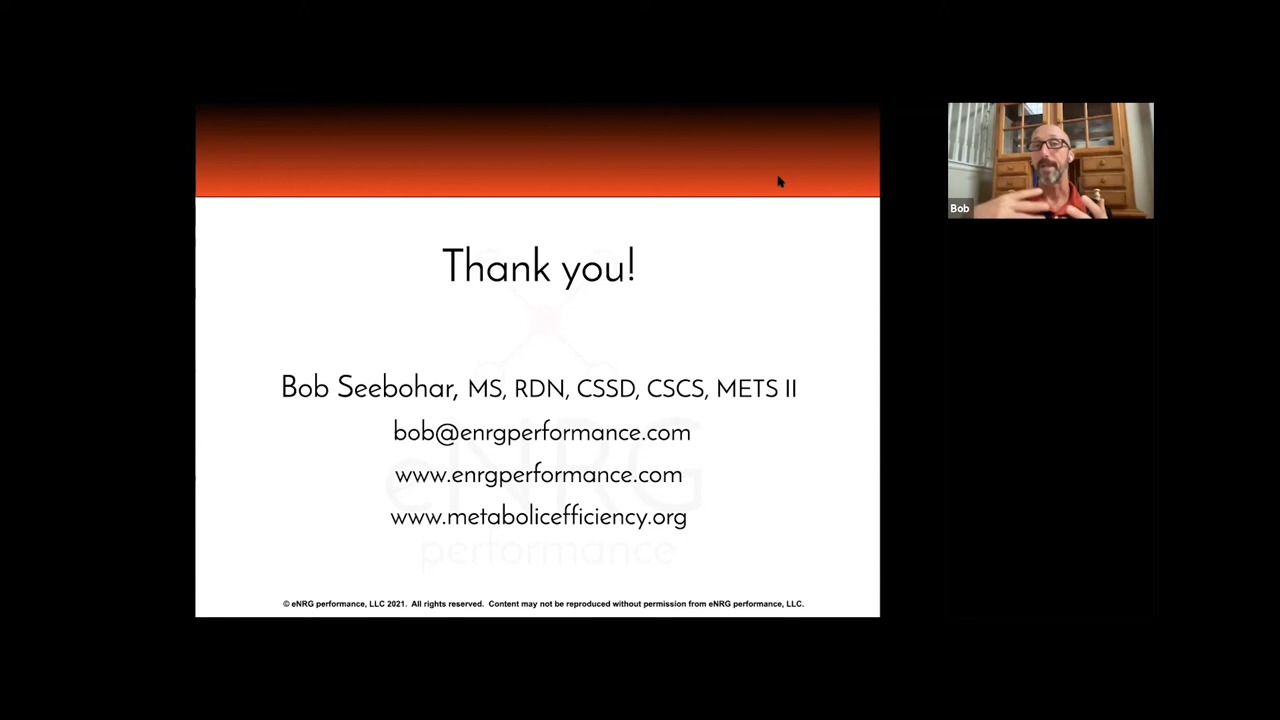 Thank you!
Bob Seebohar, MS, RDN, CSSD, CSCS, METS II
bob@enrgperformance.com
www.enrgperformance.com
www.metabolicefficiency.org
eNRG
performance
© eNRG performance, LLC 2021. All rights reserved. Content may not be reproduced without permission from eNRG performance, LLC.
Bob